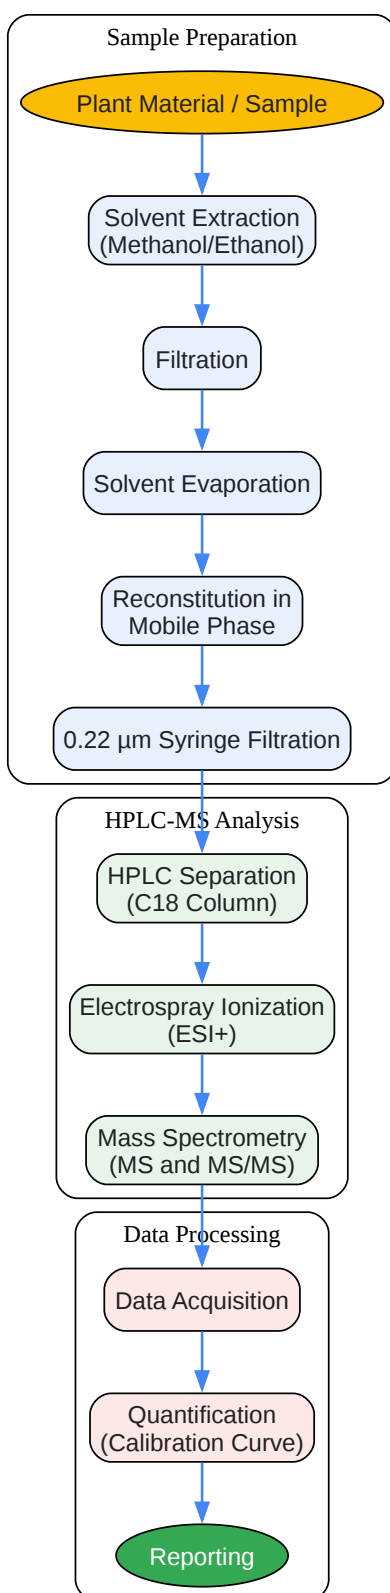 Sample Preparation
Plant Material / Sample
Solvent Extraction
(Methanol/Ethanol)
Filtration
Solvent Evaporation
Reconstitution in
Mobile Phase
0.22 µm Syringe Filtration
HPLC-MS Analysis
HPLC Separation
(C18 Column)
Electrospray Ionization
(ESI+)
Mass Spectrometry
(MS and MS/MS)
Data Processing
Data Acquisition
Quantification
(Calibration Curve)
Reporting